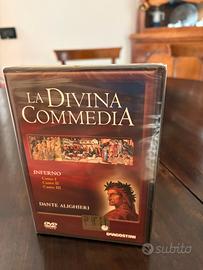 LA DIVINA
COMMEDIA
INFERNO
Canto I
Canto II
Canto III
DANTE ALIGHIERI
DVD
DeAGOSTINI
subito